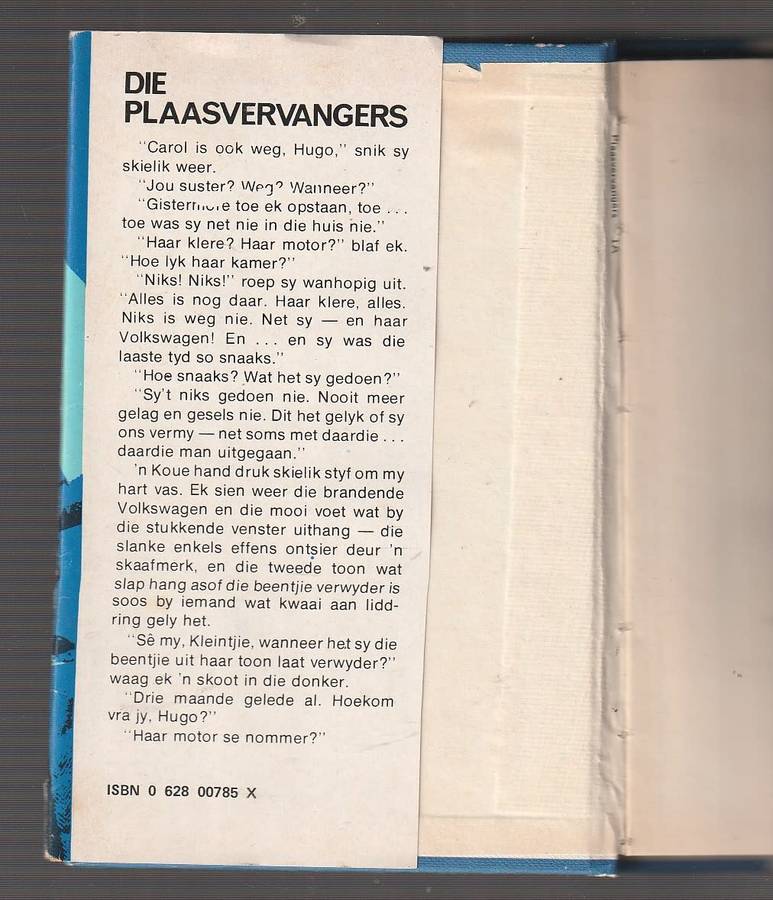 DIE
PLAASVERVANGERS
"Carol is ook weg, Hugo," snik sy
skielik weer.
"Jou suster? Weg? Wanneer?"
toe ek opstaan, toe ...
toe was sy net nie in die huis nie."
"Haar klere? Haar motor?" blaf ek.
"Hoe lyk haar kamer?"
"Niks! Niks!" roep sy wanhopig uit.
"Alles is nog daar. Haar klere, alles.
Niks is weg nie. Net sy — en haar
Volkswagen! En ... en sy was die
laaste tyd so snaaks."
"Hoe snaaks? Wat het sy gedoen?"
"Sy't niks gedoen nie. Nooit meer
gelag en gesels nie. Dit het gelyk of sy
ons vermy — net soms met daardie ...
daardie man uitgegaan."
'n Koue hand druk skielik styf om my
hart vas. Ek sien weer die brandende
Volkswagen en die mooi voet wat by
die stukkende venster uithang — die
slanke enkels effens ontsier deur 'n
skaafmerk, en die tweede toon wat
slap hang asof die beentjie verwyder is
soos by iemand wat kwaai aan lidd-
ring gely het.
"Sê my, Kleintjie, wanneer het sy die
beentjie uit haar toon laat verwyder?"
waag ek 'n skoot in die donker.
"Drie maande gelede al. Hoekom
vra jy, Hugo?"
"Haar motor se nommer?"
ISBN 0 628 00785 X
Plaasvervangers 1A